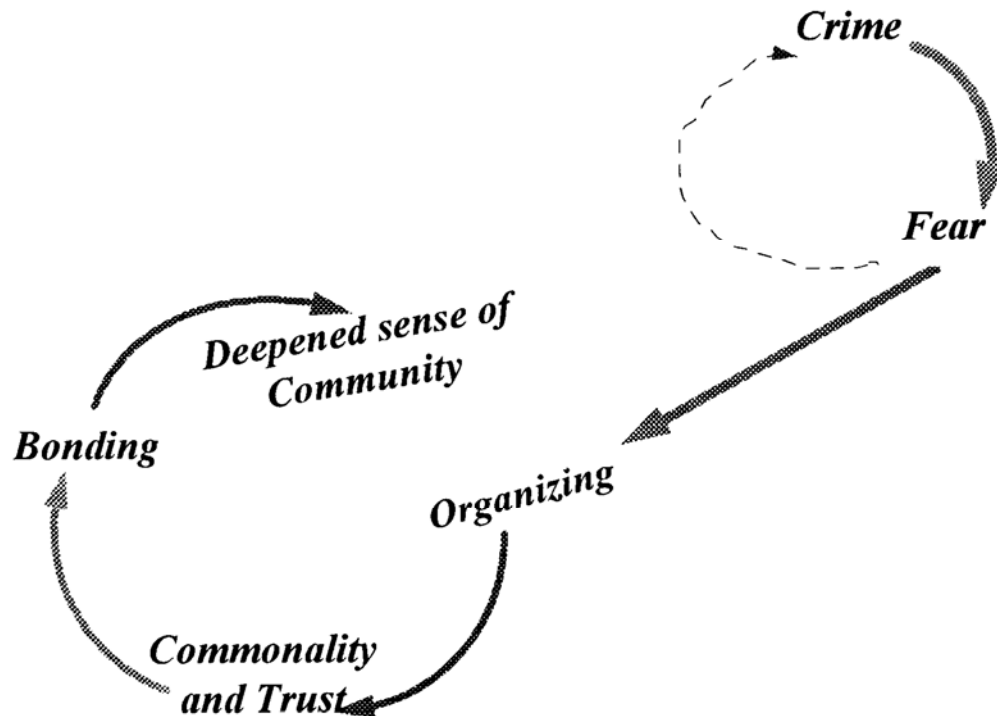 Crime
Fear
Deepened sense of
Community
Bonding
Organizing
Commonality
and Trust